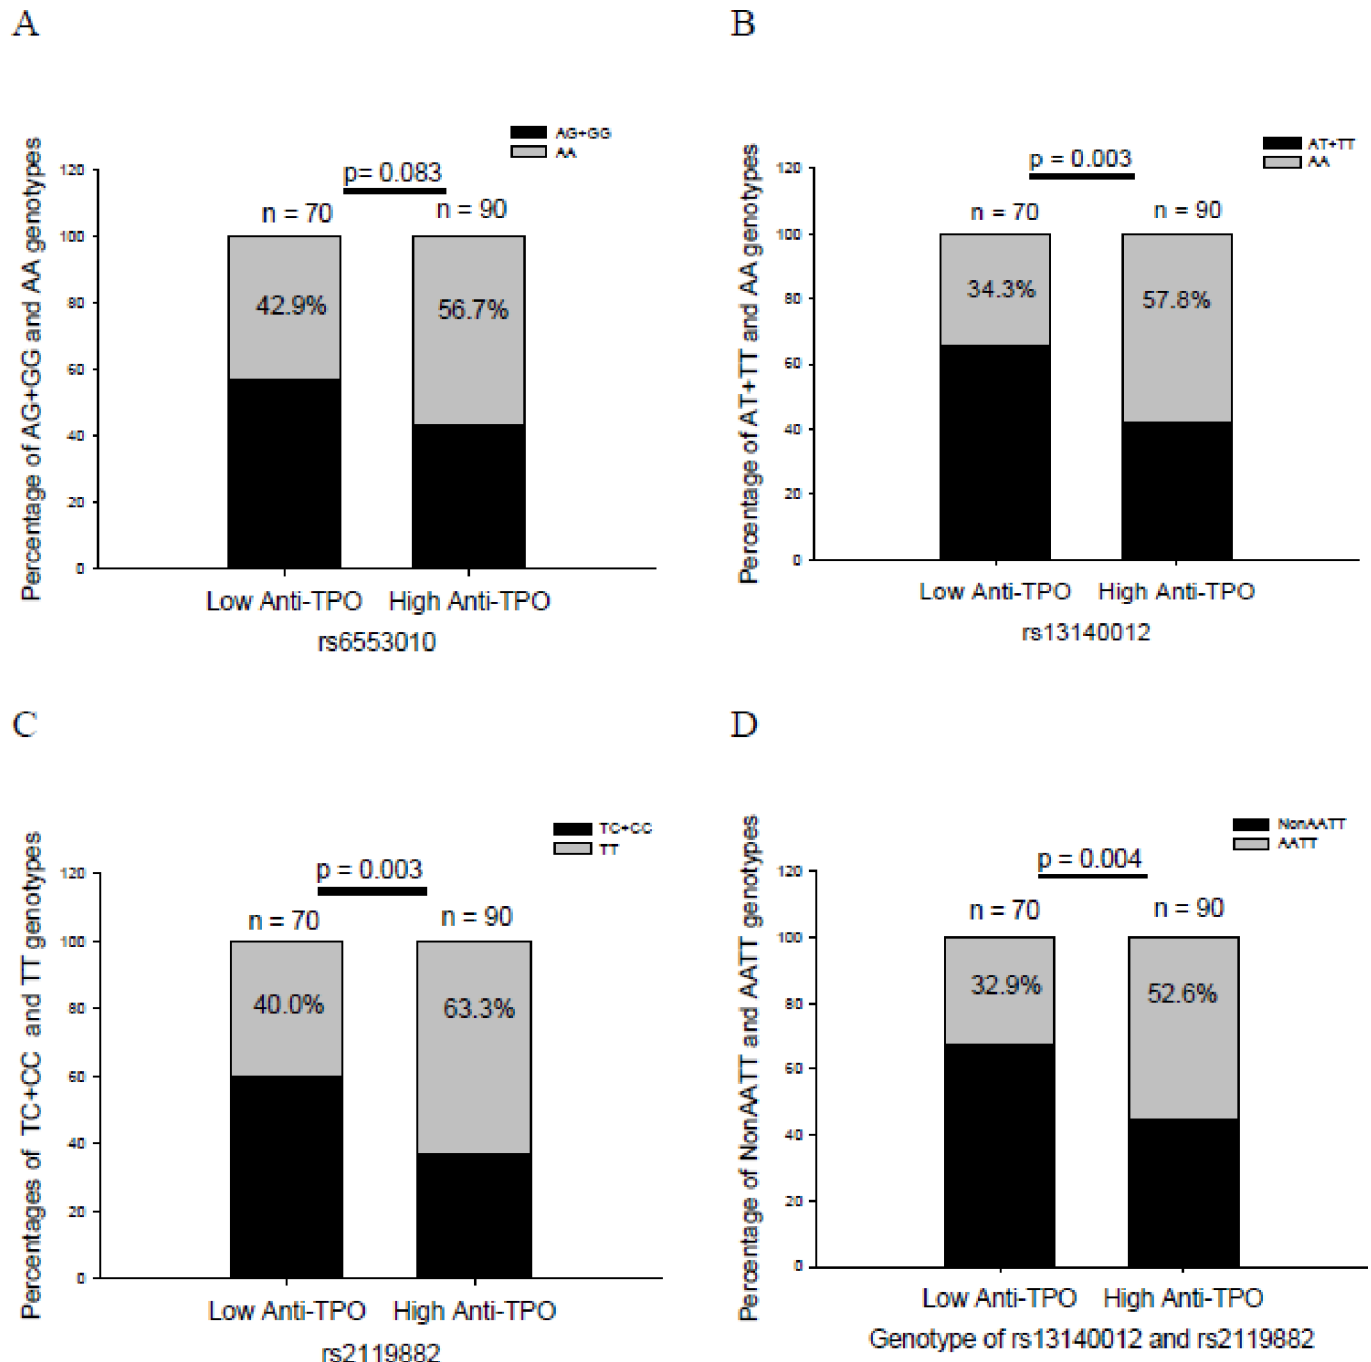 A
AG+GG
AA
p= 0.083
n = 70
n = 90
120
100
80
60
40
20
0
42.9%
56.7%
Percentage of AG+GG and AA genotypes
Low Anti-TPO
High Anti-TPO
rs6553010
B
AT+TT
AA
p = 0.003
n = 70
n = 90
120
100
80
60
40
20
0
34.3%
57.8%
Percentage of AT+TT and AA genotypes
Low Anti-TPO
High Anti-TPO
rs13140012
C
TC+CC
TT
p = 0.003
n = 70
n = 90
120
100
80
60
40
20
0
40.0%
63.3%
Percentages of TC+CC and TT genotypes
Low Anti-TPO
High Anti-TPO
rs2119882
D
NonAATT
AATT
p = 0.004
n = 70
n = 90
120
100
80
60
40
20
0
32.9%
52.6%
Percentage of NonAATT and AATT genotypes
Low Anti-TPO
High Anti-TPO
Genotype of rs13140012 and rs2119882